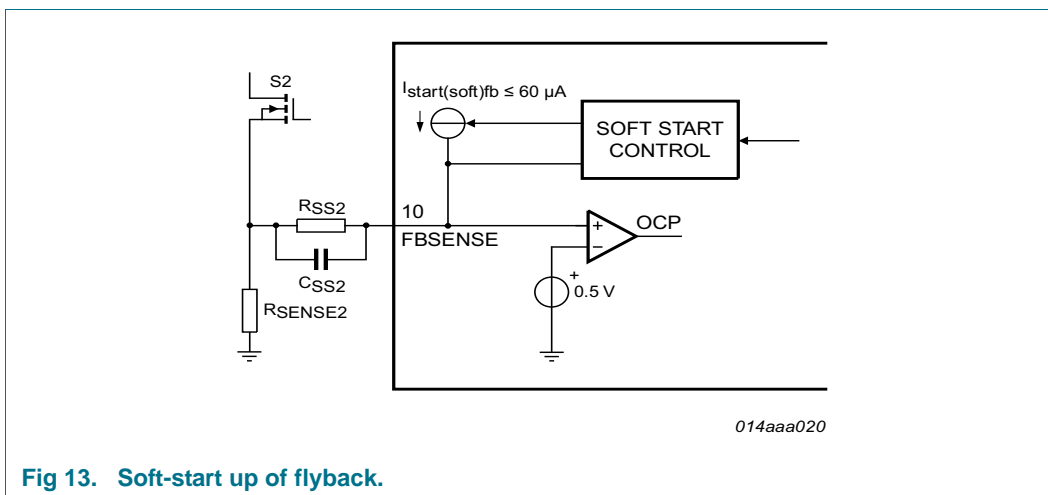 S2
Istart(soft)fb ≤ 60 µA
SOFT START
CONTROL
RSS2
10
FBSENSE
OCP
+
−
CSS2
+
0.5 V
RSENSE2
014aaa020
Fig 13. Soft-start up of flyback.